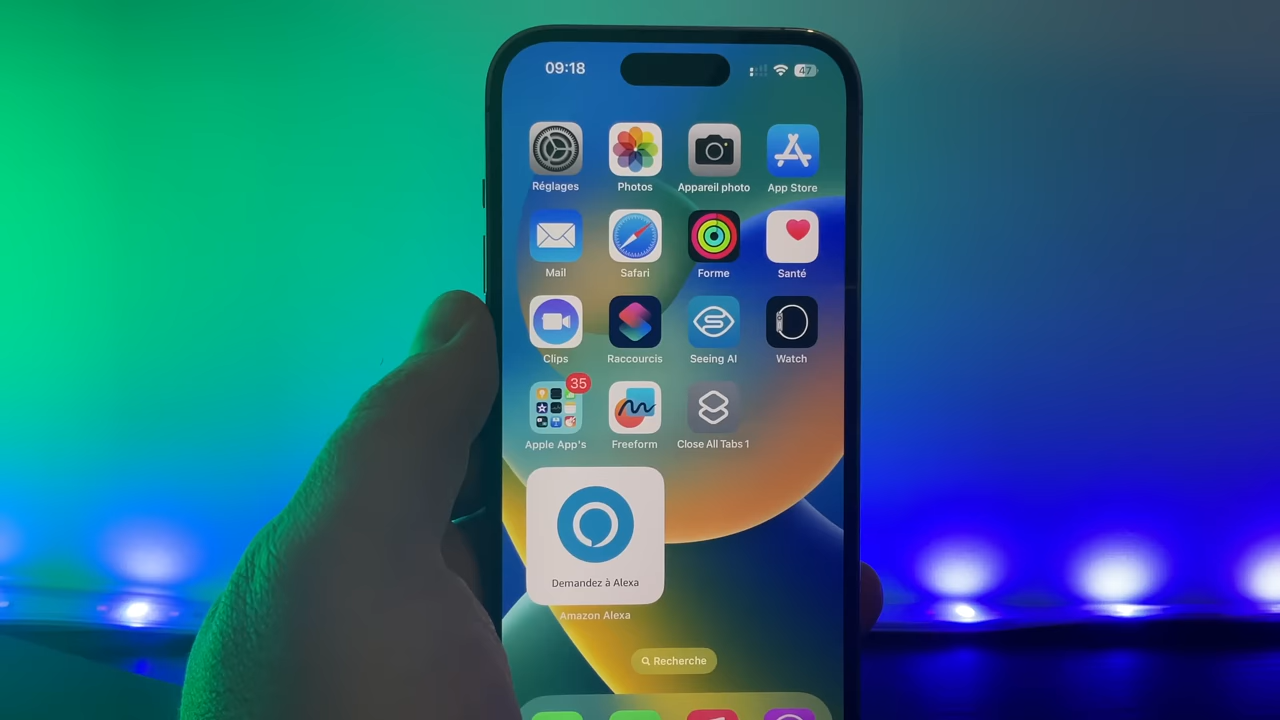 09:18
47
Réglages
Photos
Appareil photo
App Store
Mail
Safari
Forme
Santé
Clips
Raccourcis
Seeing AI
Watch
35
Apple App's
Freeform
Close All Tabs 1
Demandez à Alexa
Amazon Alexa
Recherche